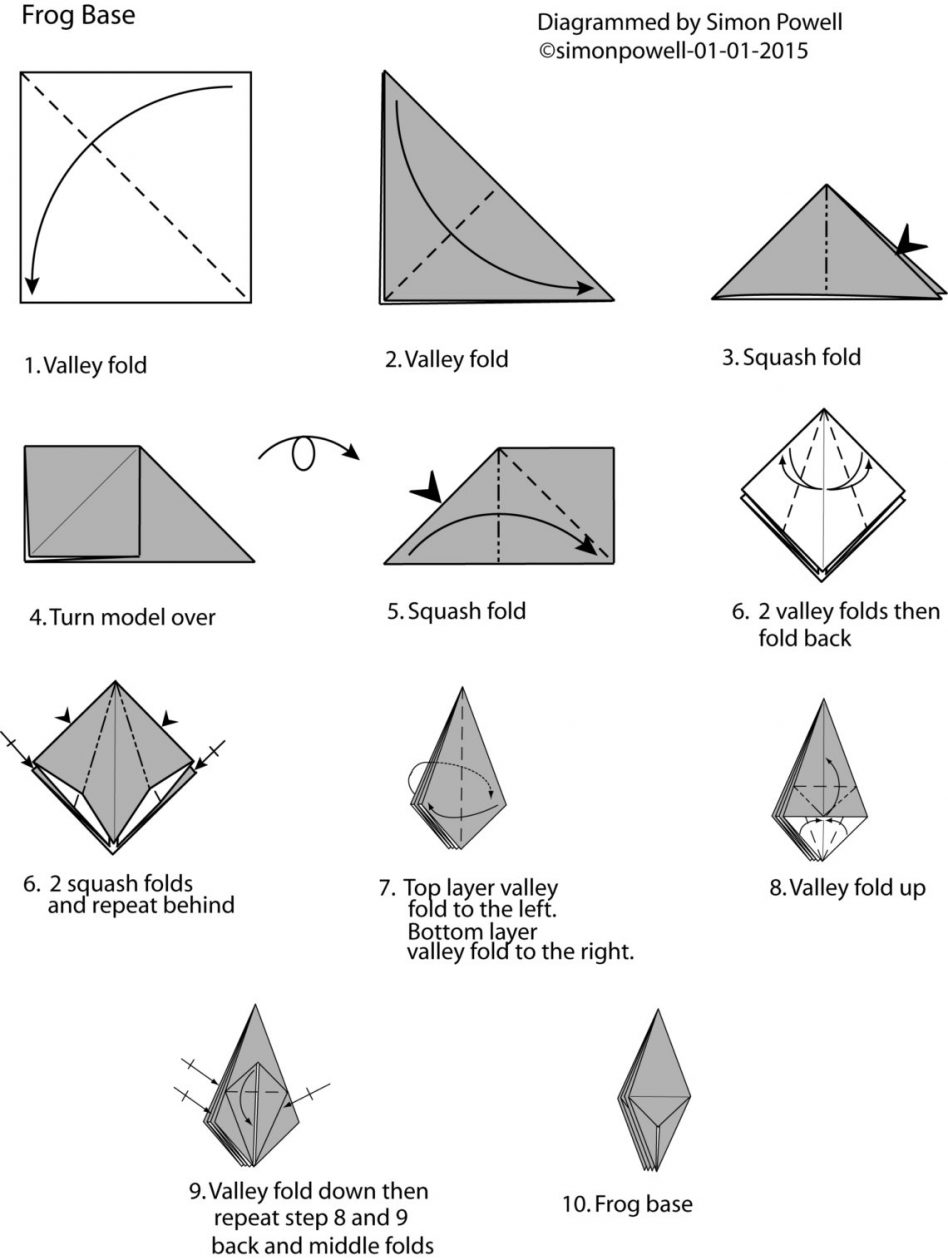 Frog Base
Diagrammed by Simon Powell
©simonpowell-01-01-2015
1. Valley fold
2. Valley fold
3. Squash fold
4. Turn model over
5. Squash fold
6. 2 valley folds then
fold back
6. 2 squash folds
and repeat behind
7. Top layer valley
fold to the left.
Bottom layer
valley fold to the right.
8. Valley fold up
9. Valley fold down then
repeat step 8 and 9
back and middle folds
10. Frog base